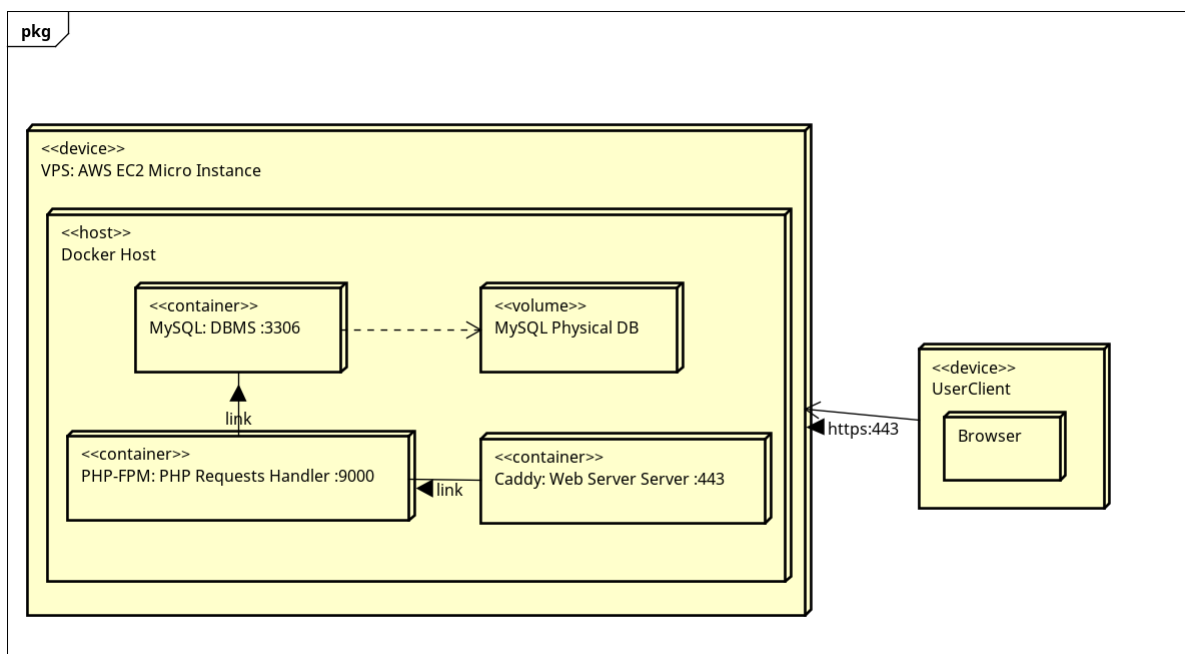 pkg
<<device>>
VPS: AWS EC2 Micro Instance
<<host>>
Docker Host
<<container>>
MySQL: DBMS :3306
<<volume>>
MySQL Physical DB
link
<<container>>
PHP-FPM: PHP Requests Handler :9000
link
<<container>>
Caddy: Web Server Server :443
https:443
<<device>>
UserClient
Browser